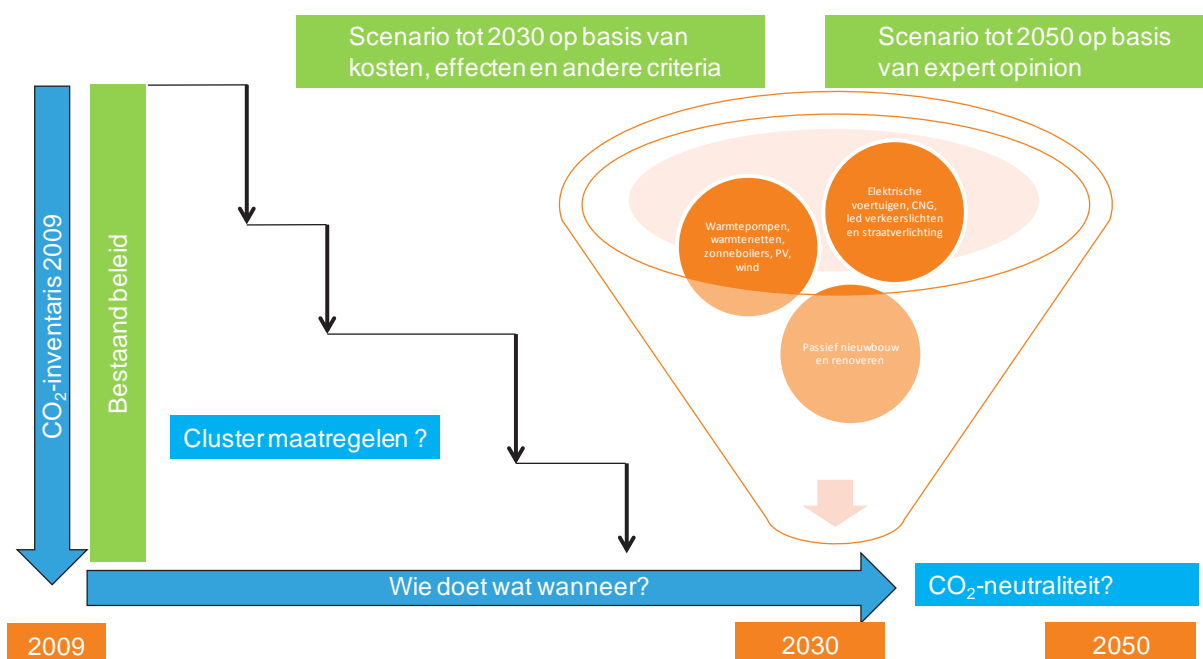 Scenario tot 2030 op basis van
kosten, effecten en andere criteria
Scenario tot 2050 op basis
van expert opinion
CO₂-inventaris 2009
Bestaand beleid
Elektrische
voertuigen, CNG,
led verkeerslichten
en straatverlichting
Warmtepompen,
warmtenetten,
zonneboilers, PV,
wind
Passief nieuwbouw
en renoveren
Cluster maatregelen ?
Wie doet wat wanneer?
CO₂-neutraliteit?
2009
2030
2050